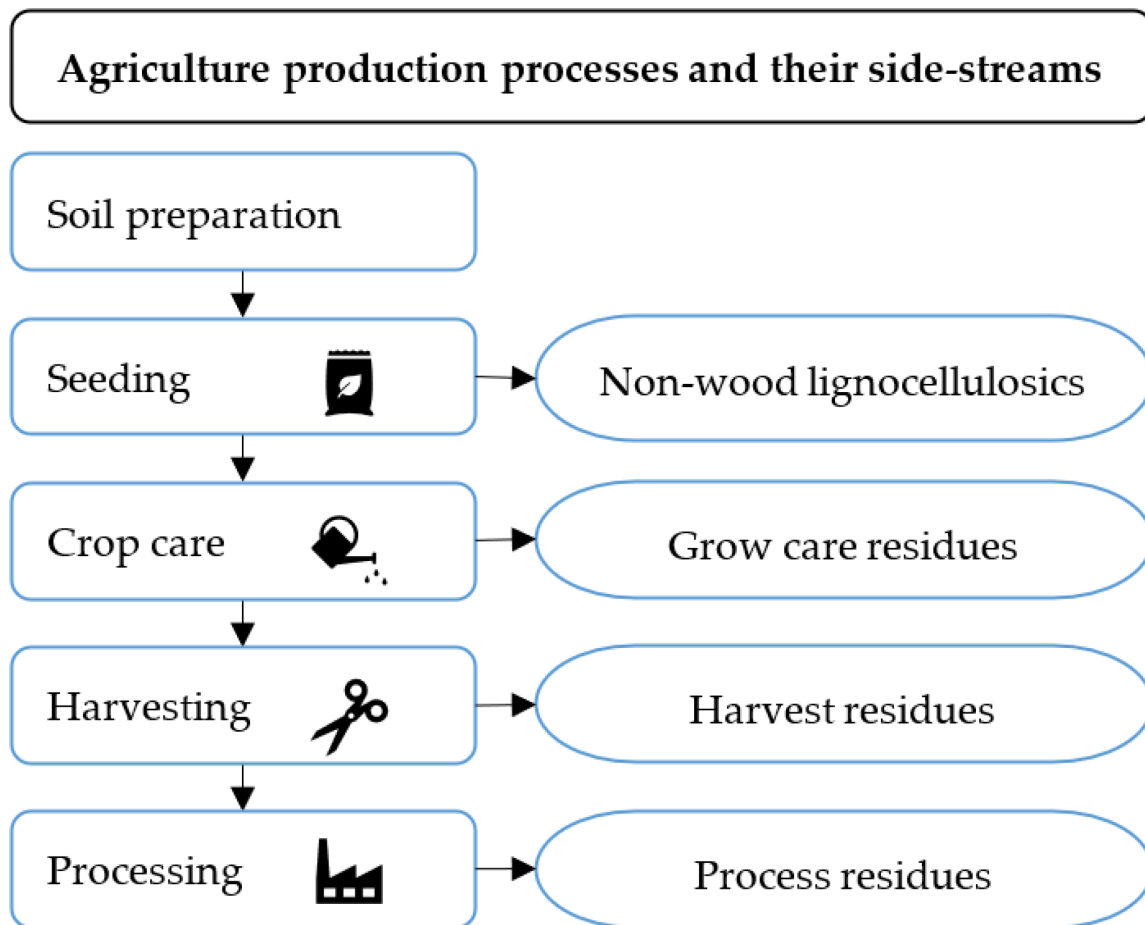 Agriculture production processes and their side-streams
Soil preparation
Seeding
Non-wood lignocellulosics
Crop care
Grow care residues
Harvesting
Harvest residues
Processing
Process residues